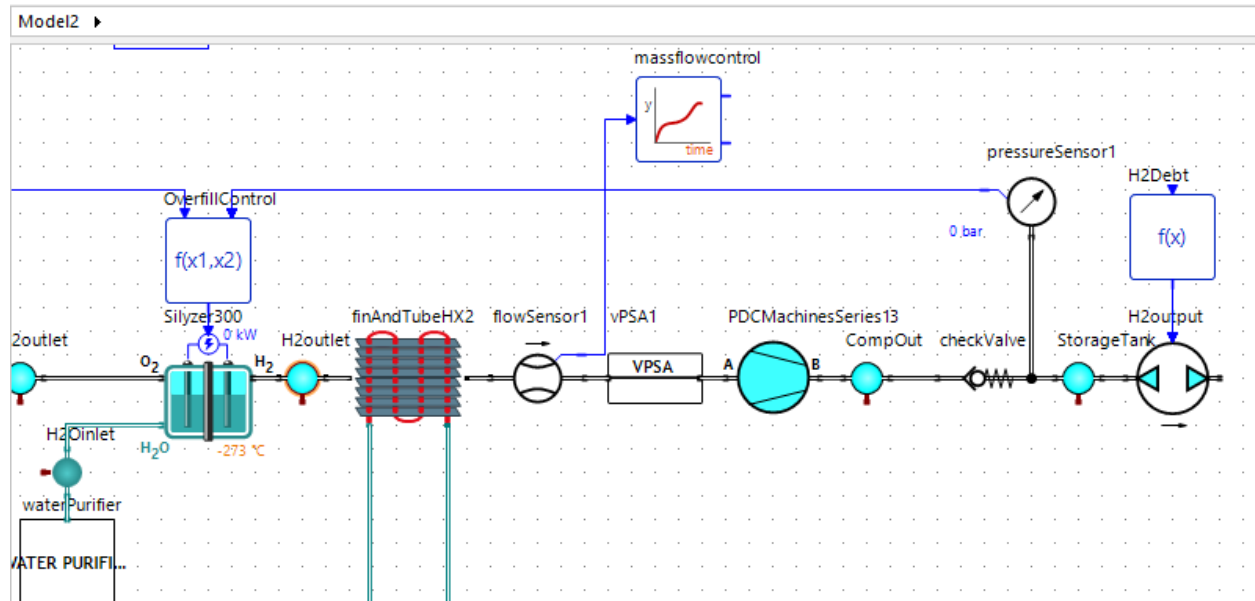 Model2
massflowcontrol
y
time
pressureSensor1
H2Debt
OverfillControl
0 bar
f(x)
f(x1,x2)
Silyzer300
0 kW
2outlet
H2outlet
finAndTubeHX2
flowSensor1
vPSA1
PDCMachinesSeries13
CompOut
checkValve
StorageTank
H2output
O2
H2
VPSA
A
B
H2Oinlet
H2O
-273 °C
waterPurifier
WATER PURIFI...